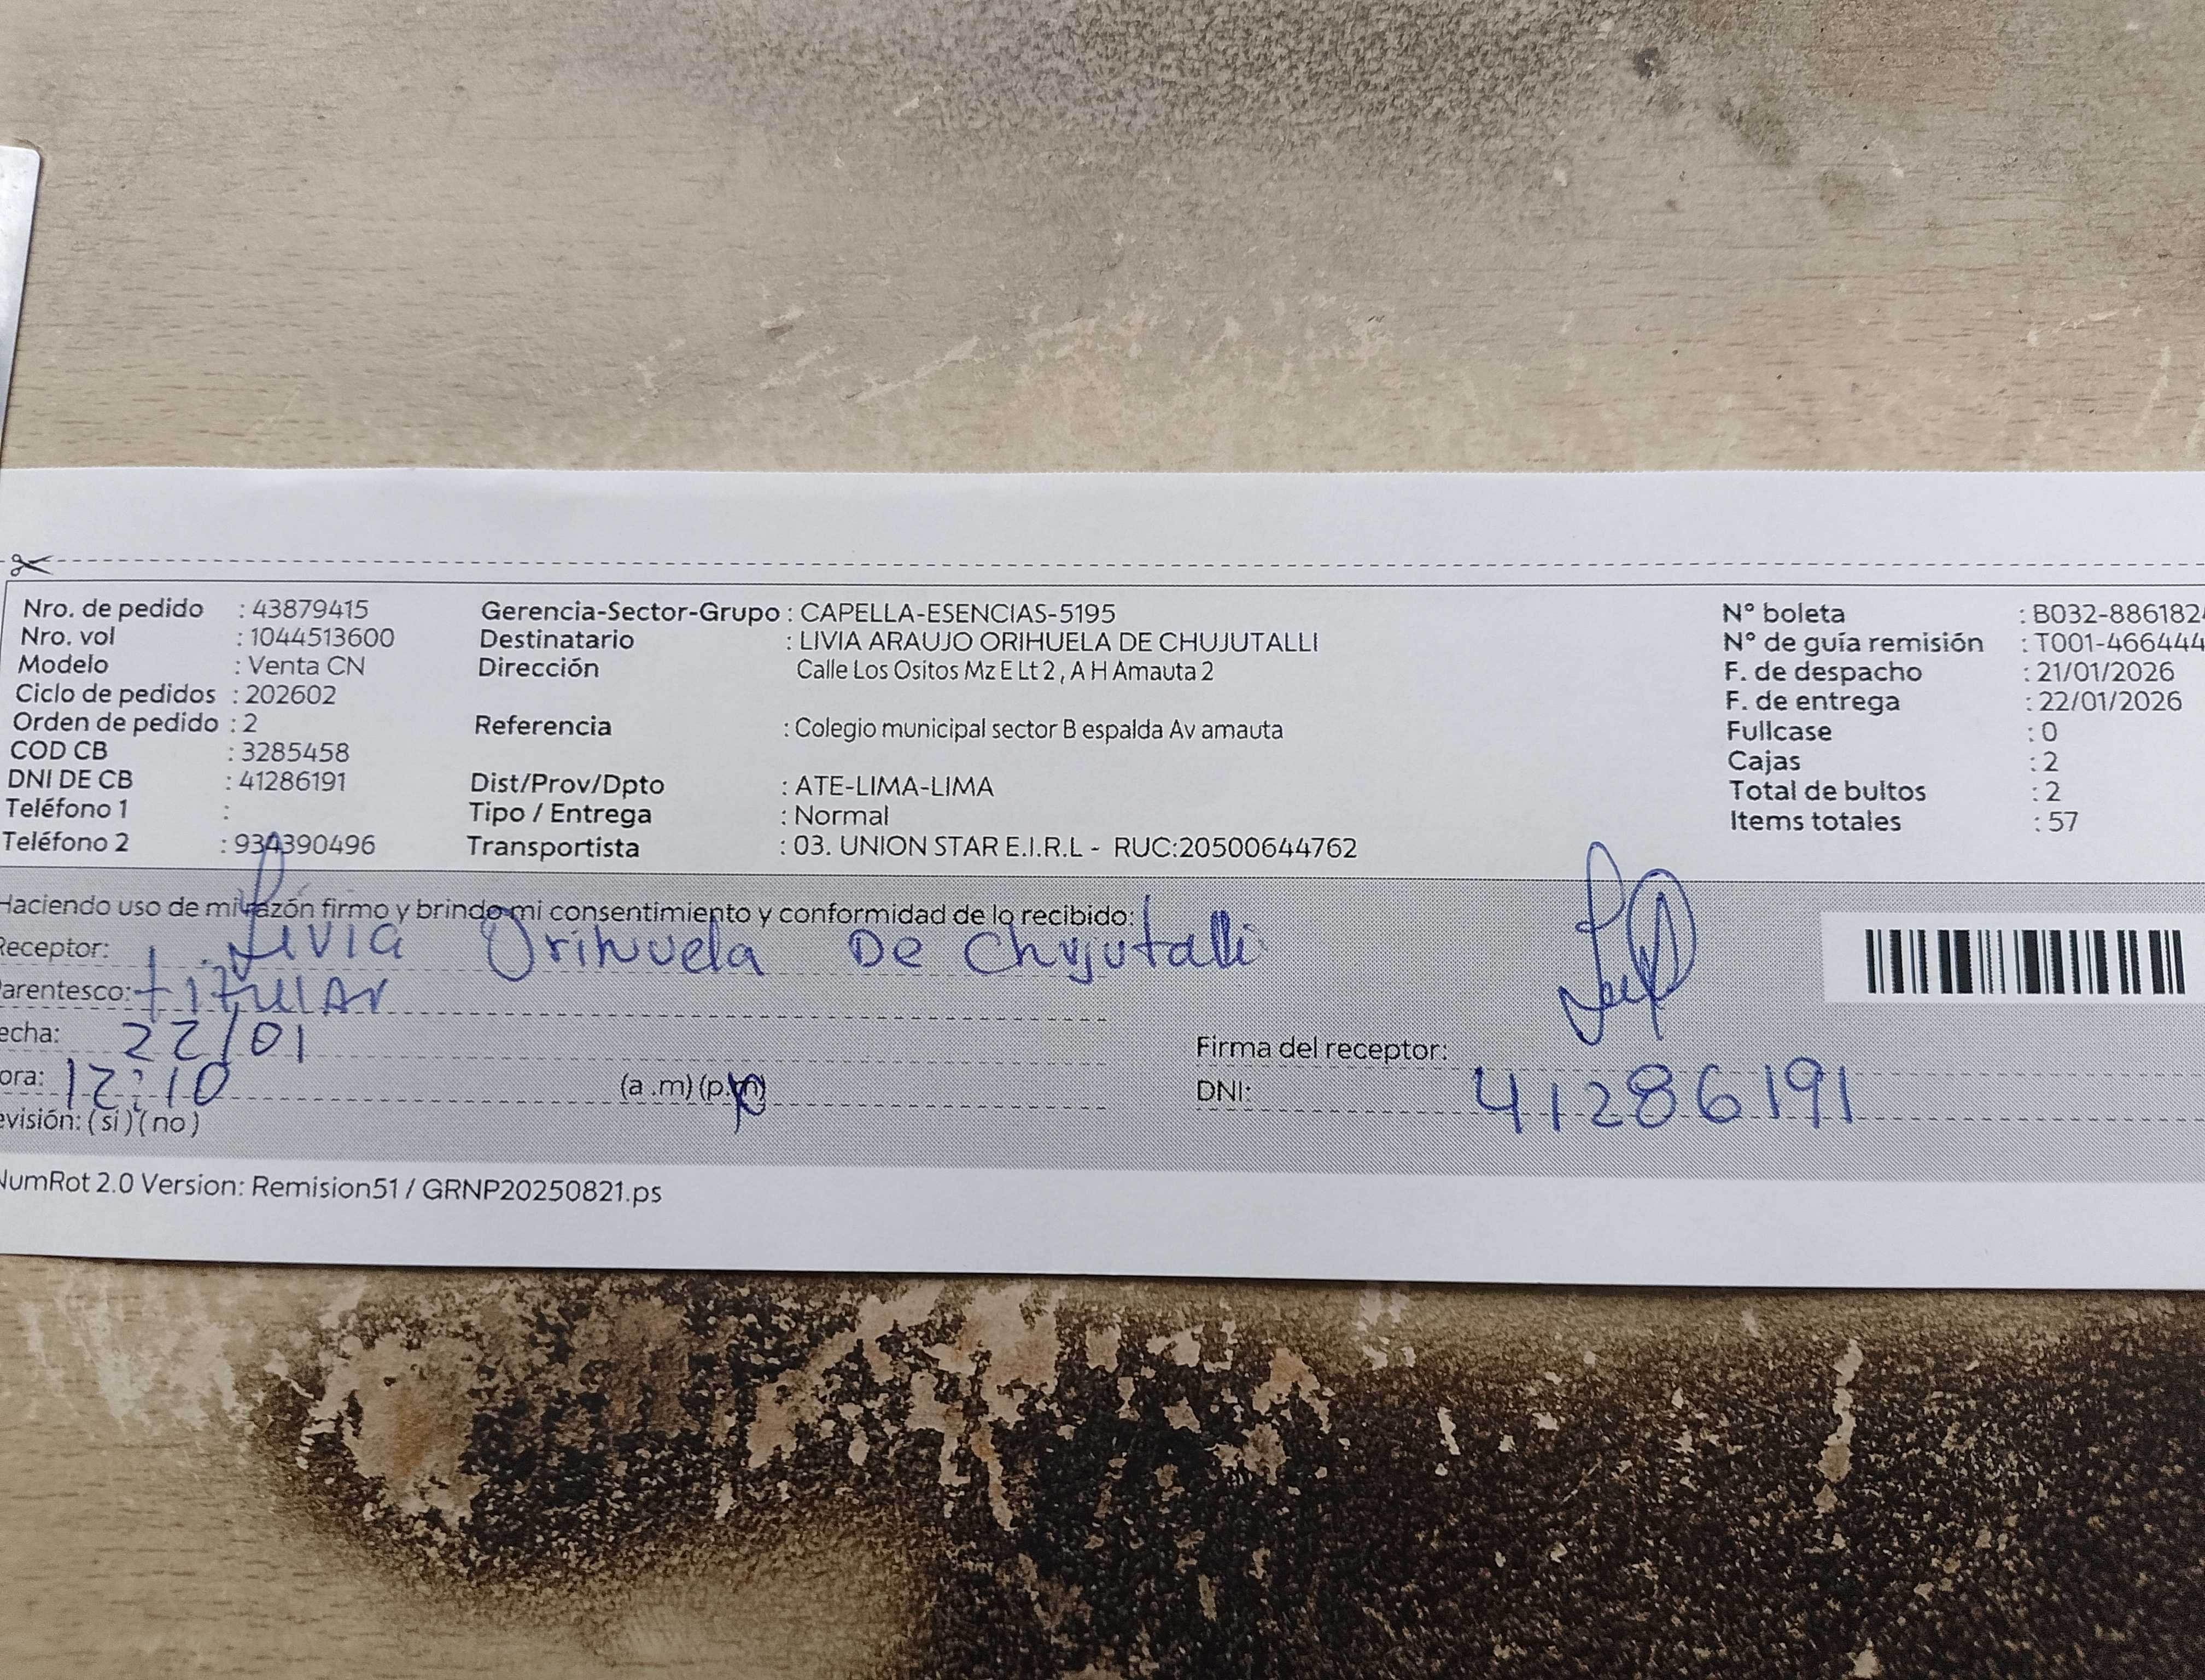 Nro. de pedido : 43879415 Gerencia-Sector-Grupo : CAPELLA-ESENCIAS-5195 N° boleta : B032-886182
Nro. vol : 1044513600 Destinatario : LIVIA ARAUJO ORIHUELA DE CHUJUTALLI N° de guía remisión : T001-466444
Modelo : Venta CN Dirección Calle Los Ositos Mz E Lt 2 , A H Amauta 2 F. de despacho : 21/01/2026
Ciclo de pedidos : 202602 F. de entrega : 22/01/2026
Orden de pedido : 2 Referencia : Colegio municipal sector B espalda Av amauta Fullcase : 0
COD CB : 3285458 Cajas : 2
DNI DE CB : 41286191 Dist/Prov/Dpto : ATE-LIMA-LIMA Total de bultos : 2
Teléfono 1 : Tipo / Entrega : Normal Items totales : 57
Teléfono 2 : 934390496 Transportista : 03. UNION STAR E.I.R.L - RUC:20500644762
Haciendo uso de mi razón firmo y brindo mi consentimiento y conformidad de lo recibido:
Receptor: Livia Orihuela De Chujutalli
arentesco: titular
echa: 22/01 Firma del receptor:
ora: 12:10 (a .m) (p.m) DNI: 41286191
evisión: (si) (no)
NumRot 2.0 Version: Remision51 / GRNP20250821.ps